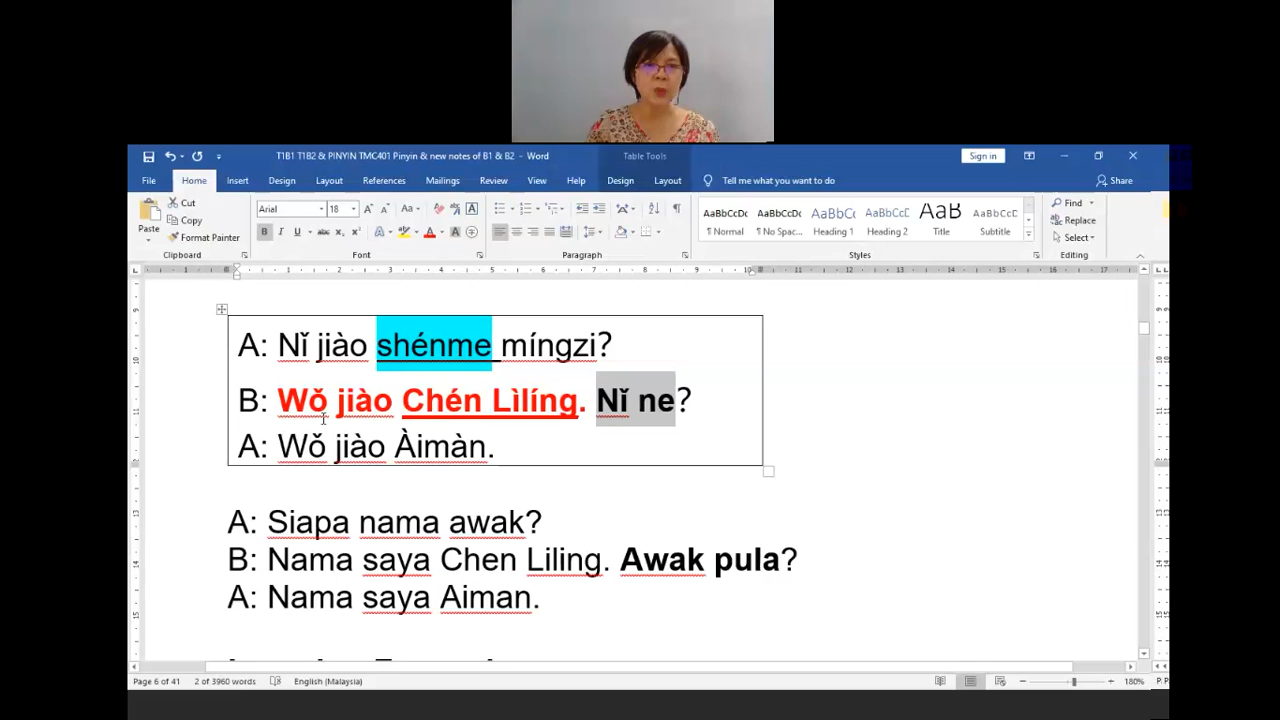 T1B1 T1B2 & PINYIN TMC401 Pinyin & new notes of B1 & B2 - Word
Table Tools
Sign in
File Home Insert Design Layout References Mailings Review View Help Design Layout Tell me what you want to do Share
Paste
Cut
Copy
Format Painter
Clipboard
Arial 18
Font
Paragraph
AaBbCcDc AaBbCcDc AaBbCc AaBbCcD AaB AaBbCcD
¶ Normal ¶ No Spac... Heading 1 Heading 2 Title Subtitle
Styles
Find
Replace
Select
Editing
A: Nǐ jiào shénme míngzi?
B: Wǒ jiào Chén Lìlíng. Nǐ ne?
A: Wǒ jiào Àimàn.
A: Siapa nama awak?
B: Nama saya Chen Liling. Awak pula?
A: Nama saya Aiman.
Page 6 of 41 2 of 3960 words English (Malaysia) 180%